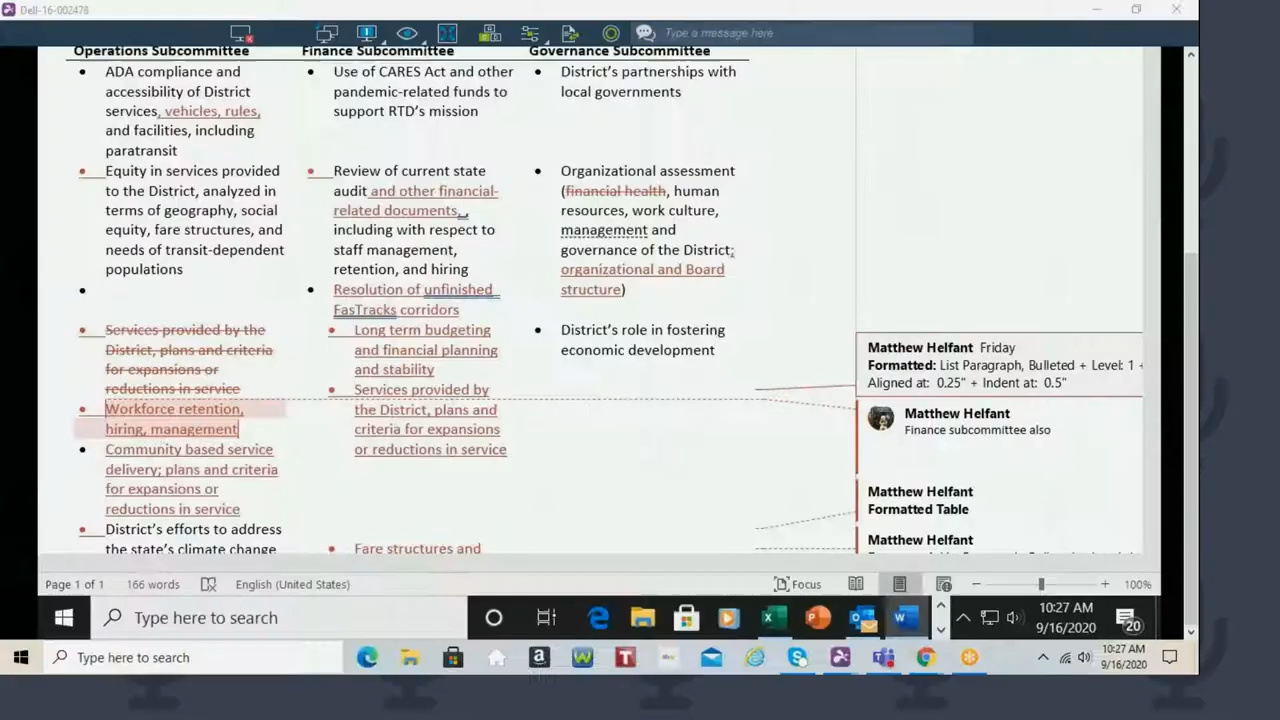 Dell-16-002478
Type a message here
Operations Subcommittee
Finance Subcommittee
Governance Subcommittee
ADA compliance and
accessibility of District
services, vehicles, rules,
and facilities, including
paratransit
Use of CARES Act and other
pandemic-related funds to
support RTD's mission
District's partnerships with
local governments
Equity in services provided
to the District, analyzed in
terms of geography, social
equity, fare structures, and
needs of transit-dependent
populations
Review of current state
audit and other financial-
related documents, ,
including with respect to
staff management,
retention, and hiring
Resolution of unfinished
FasTracks corridors
Organizational assessment
(financial health, human
resources, work culture,
management and
governance of the District;
organizational and Board
structure)
Services provided by the
District, plans and criteria
for expansions or
reductions in service
Workforce retention,
hiring, management
Community based service
delivery; plans and criteria
for expansions or
reductions in service
District's efforts to address
the state's climate change
Long term budgeting
and financial planning
and stability
Services provided by
the District, plans and
criteria for expansions
or reductions in service
Fare structures and
District's role in fostering
economic development
Matthew Helfant Friday
Formatted: List Paragraph, Bulleted + Level: 1 +
Aligned at: 0.25" + Indent at: 0.5"
Matthew Helfant
Finance subcommittee also
Matthew Helfant
Formatted Table
Matthew Helfant
Page 1 of 1
166 words
English (United States)
Focus
100%
Type here to search
10:27 AM
9/16/2020
20
Type here to search
10:27 AM
9/16/2020